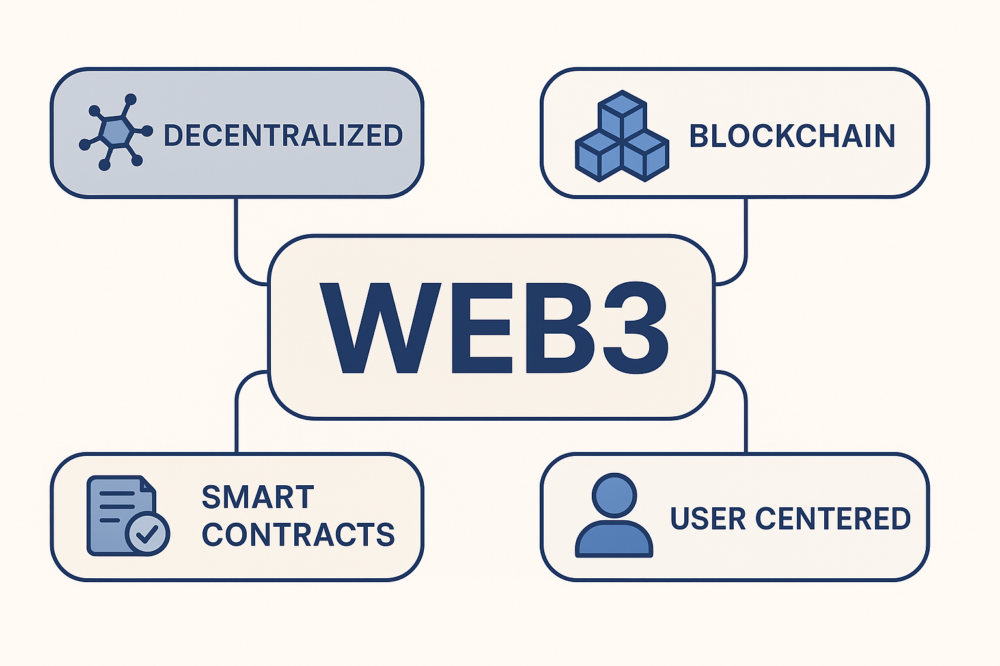 DECENTRALIZED
BLOCKCHAIN
WEB3
SMART
CONTRACTS
USER CENTERED